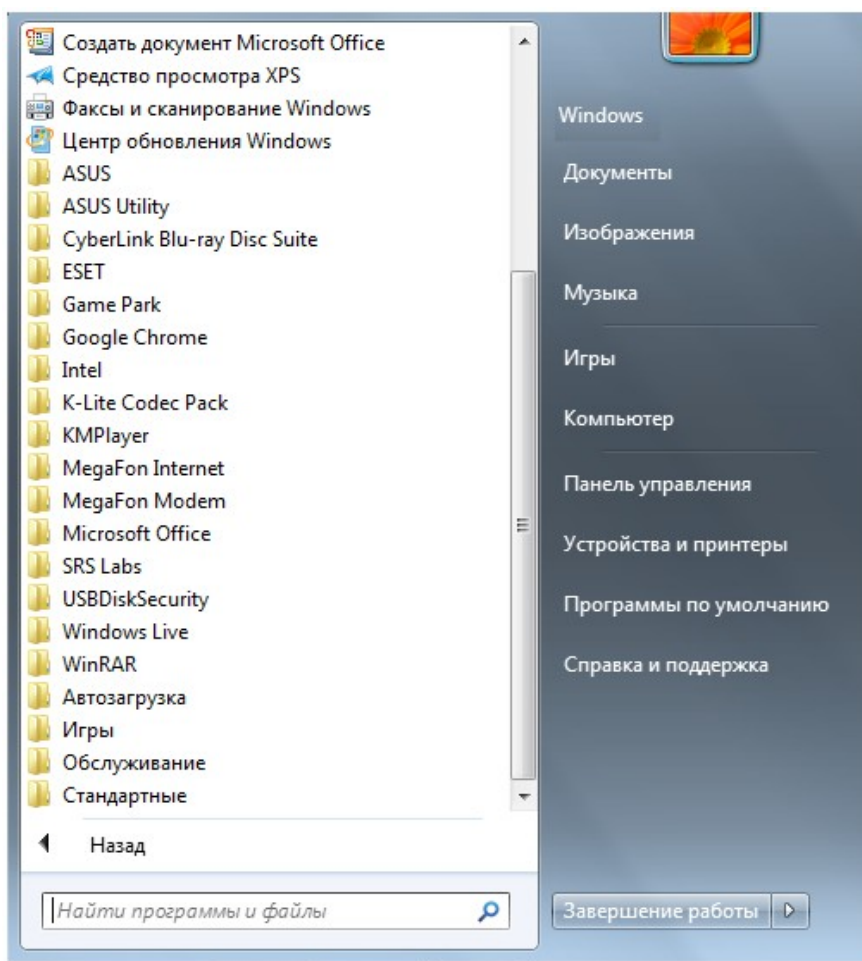 Создать документ Microsoft Office
Средство просмотра XPS
Факсы и сканирование Windows
Центр обновления Windows
ASUS
ASUS Utility
CyberLink Blu-ray Disc Suite
ESET
Game Park
Google Chrome
Intel
K-Lite Codec Pack
KMPlayer
MegaFon Internet
MegaFon Modem
Microsoft Office
SRS Labs
USBDiskSecurity
Windows Live
WinRAR
Автозагрузка
Игры
Обслуживание
Стандартные
Назад
Найти программы и файлы
Windows
Документы
Изображения
Музыка
Игры
Компьютер
Панель управления
Устройства и принтеры
Программы по умолчанию
Справка и поддержка
Завершение работы